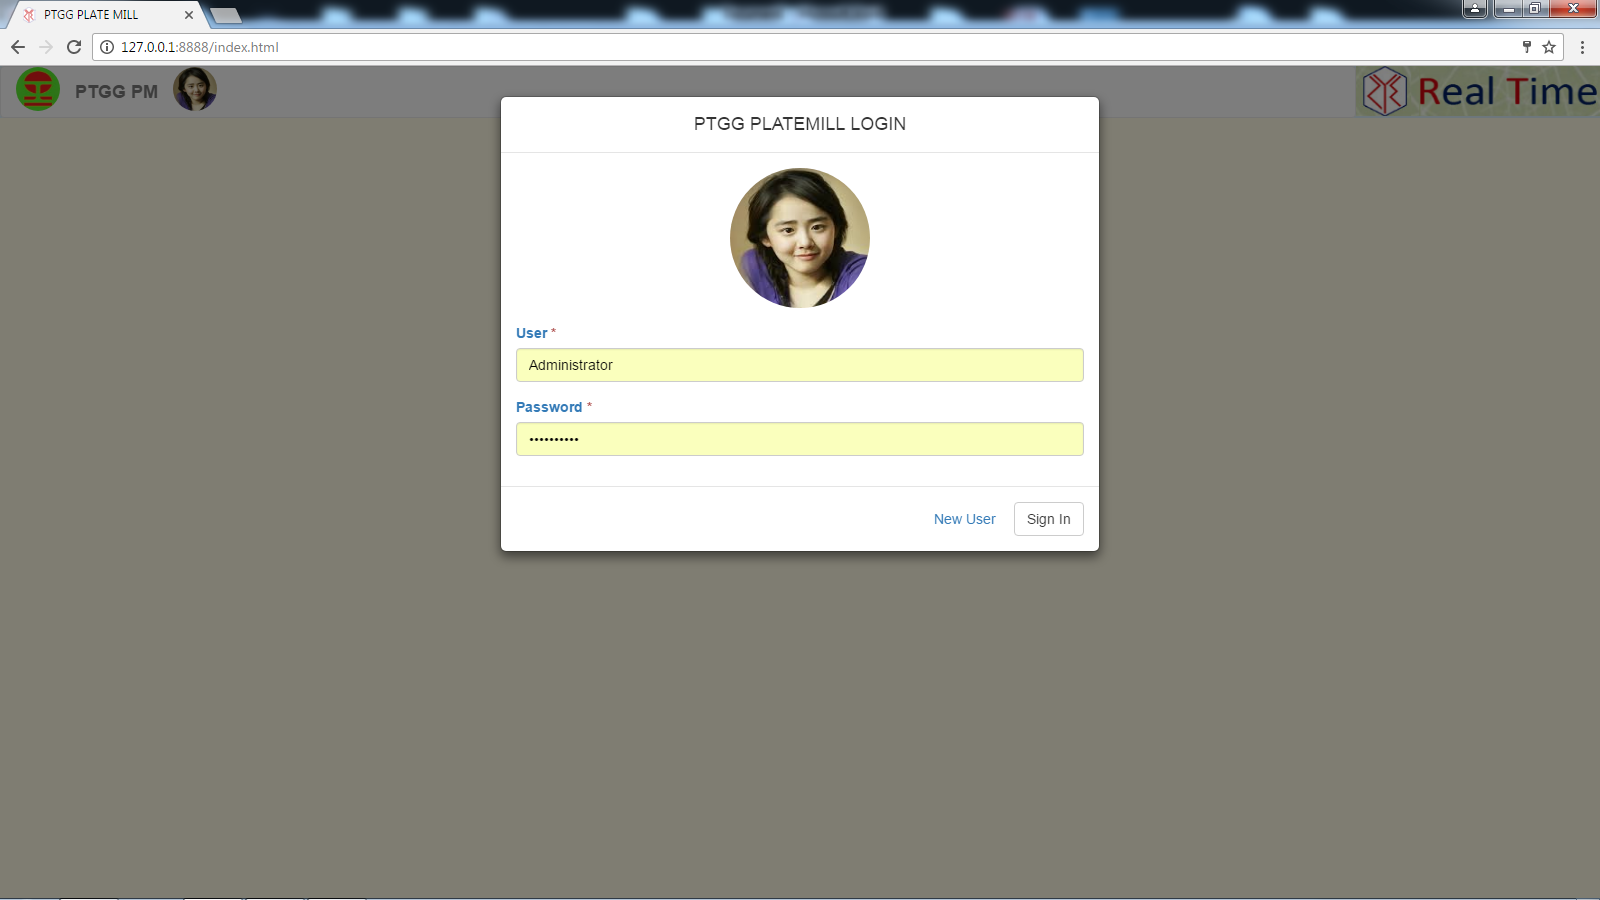 PTGG PLATE MILL
127.0.0.1:8888/index.html
PTGG PM
Real Time
PTGG PLATEMILL LOGIN
User *
Administrator
Password *
••••••••••
New User
Sign In